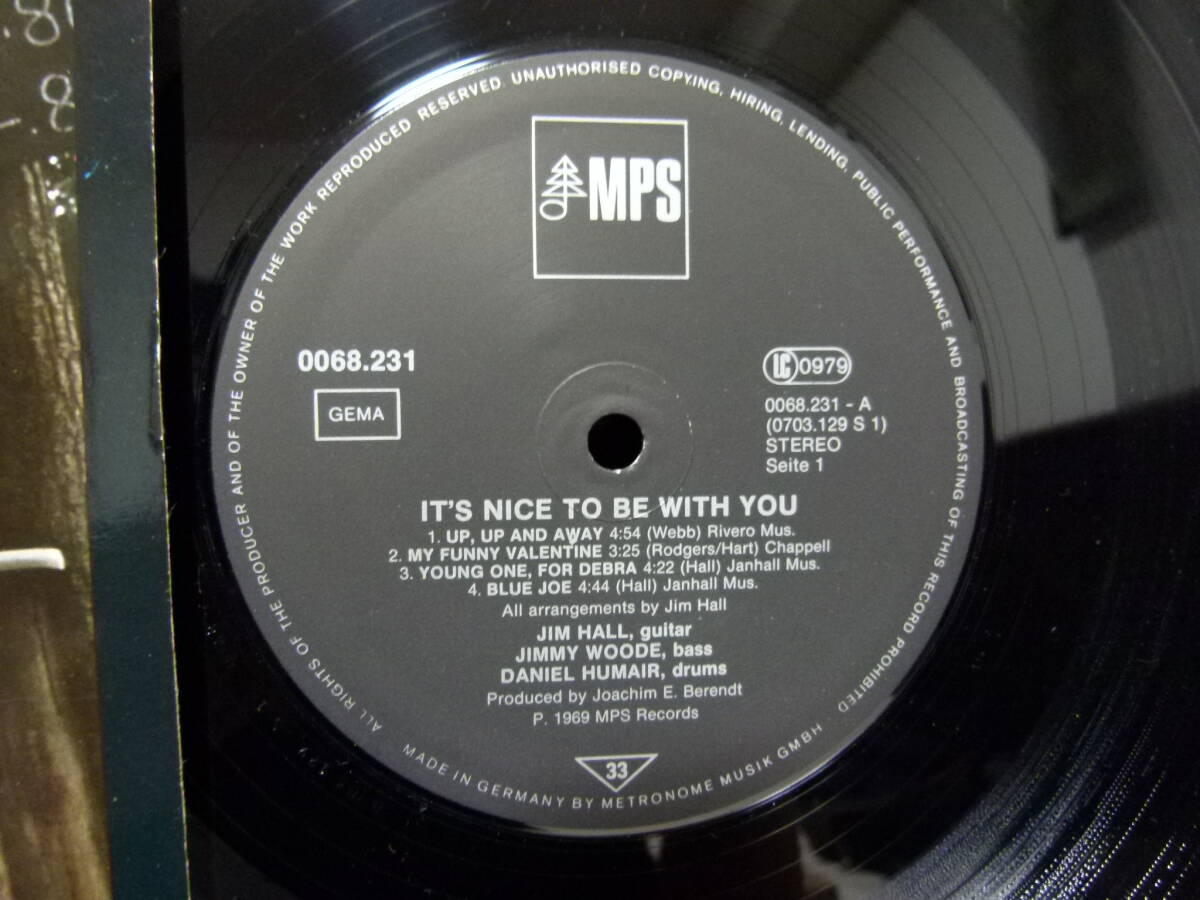 ALL RIGHTS OF THE PRODUCER AND OF THE OWNER OF THE WORK REPRODUCED RESERVED. UNAUTHORISED COPYING, HIRING, LENDING, PUBLIC PERFORMANCE AND BROADCASTING OF THIS RECORD PROHIBITED
MPS
0068.231
GEMA
LC 0979
0068.231 - A
(0703.129 S 1)
STEREO
Seite 1
IT'S NICE TO BE WITH YOU
1. UP, UP AND AWAY 4:54 (Webb) Rivero Mus.
2. MY FUNNY VALENTINE 3:25 (Rodgers/Hart) Chappell
3. YOUNG ONE, FOR DEBRA 4:22 (Hall) Janhall Mus.
4. BLUE JOE 4:44 (Hall) Janhall Mus.
All arrangements by Jim Hall
JIM HALL, guitar
JIMMY WOODE, bass
DANIEL HUMAIR, drums
Produced by Joachim E. Berendt
P. 1969 MPS Records
33
MADE IN GERMANY BY METRONOME MUSIK GMBH ·